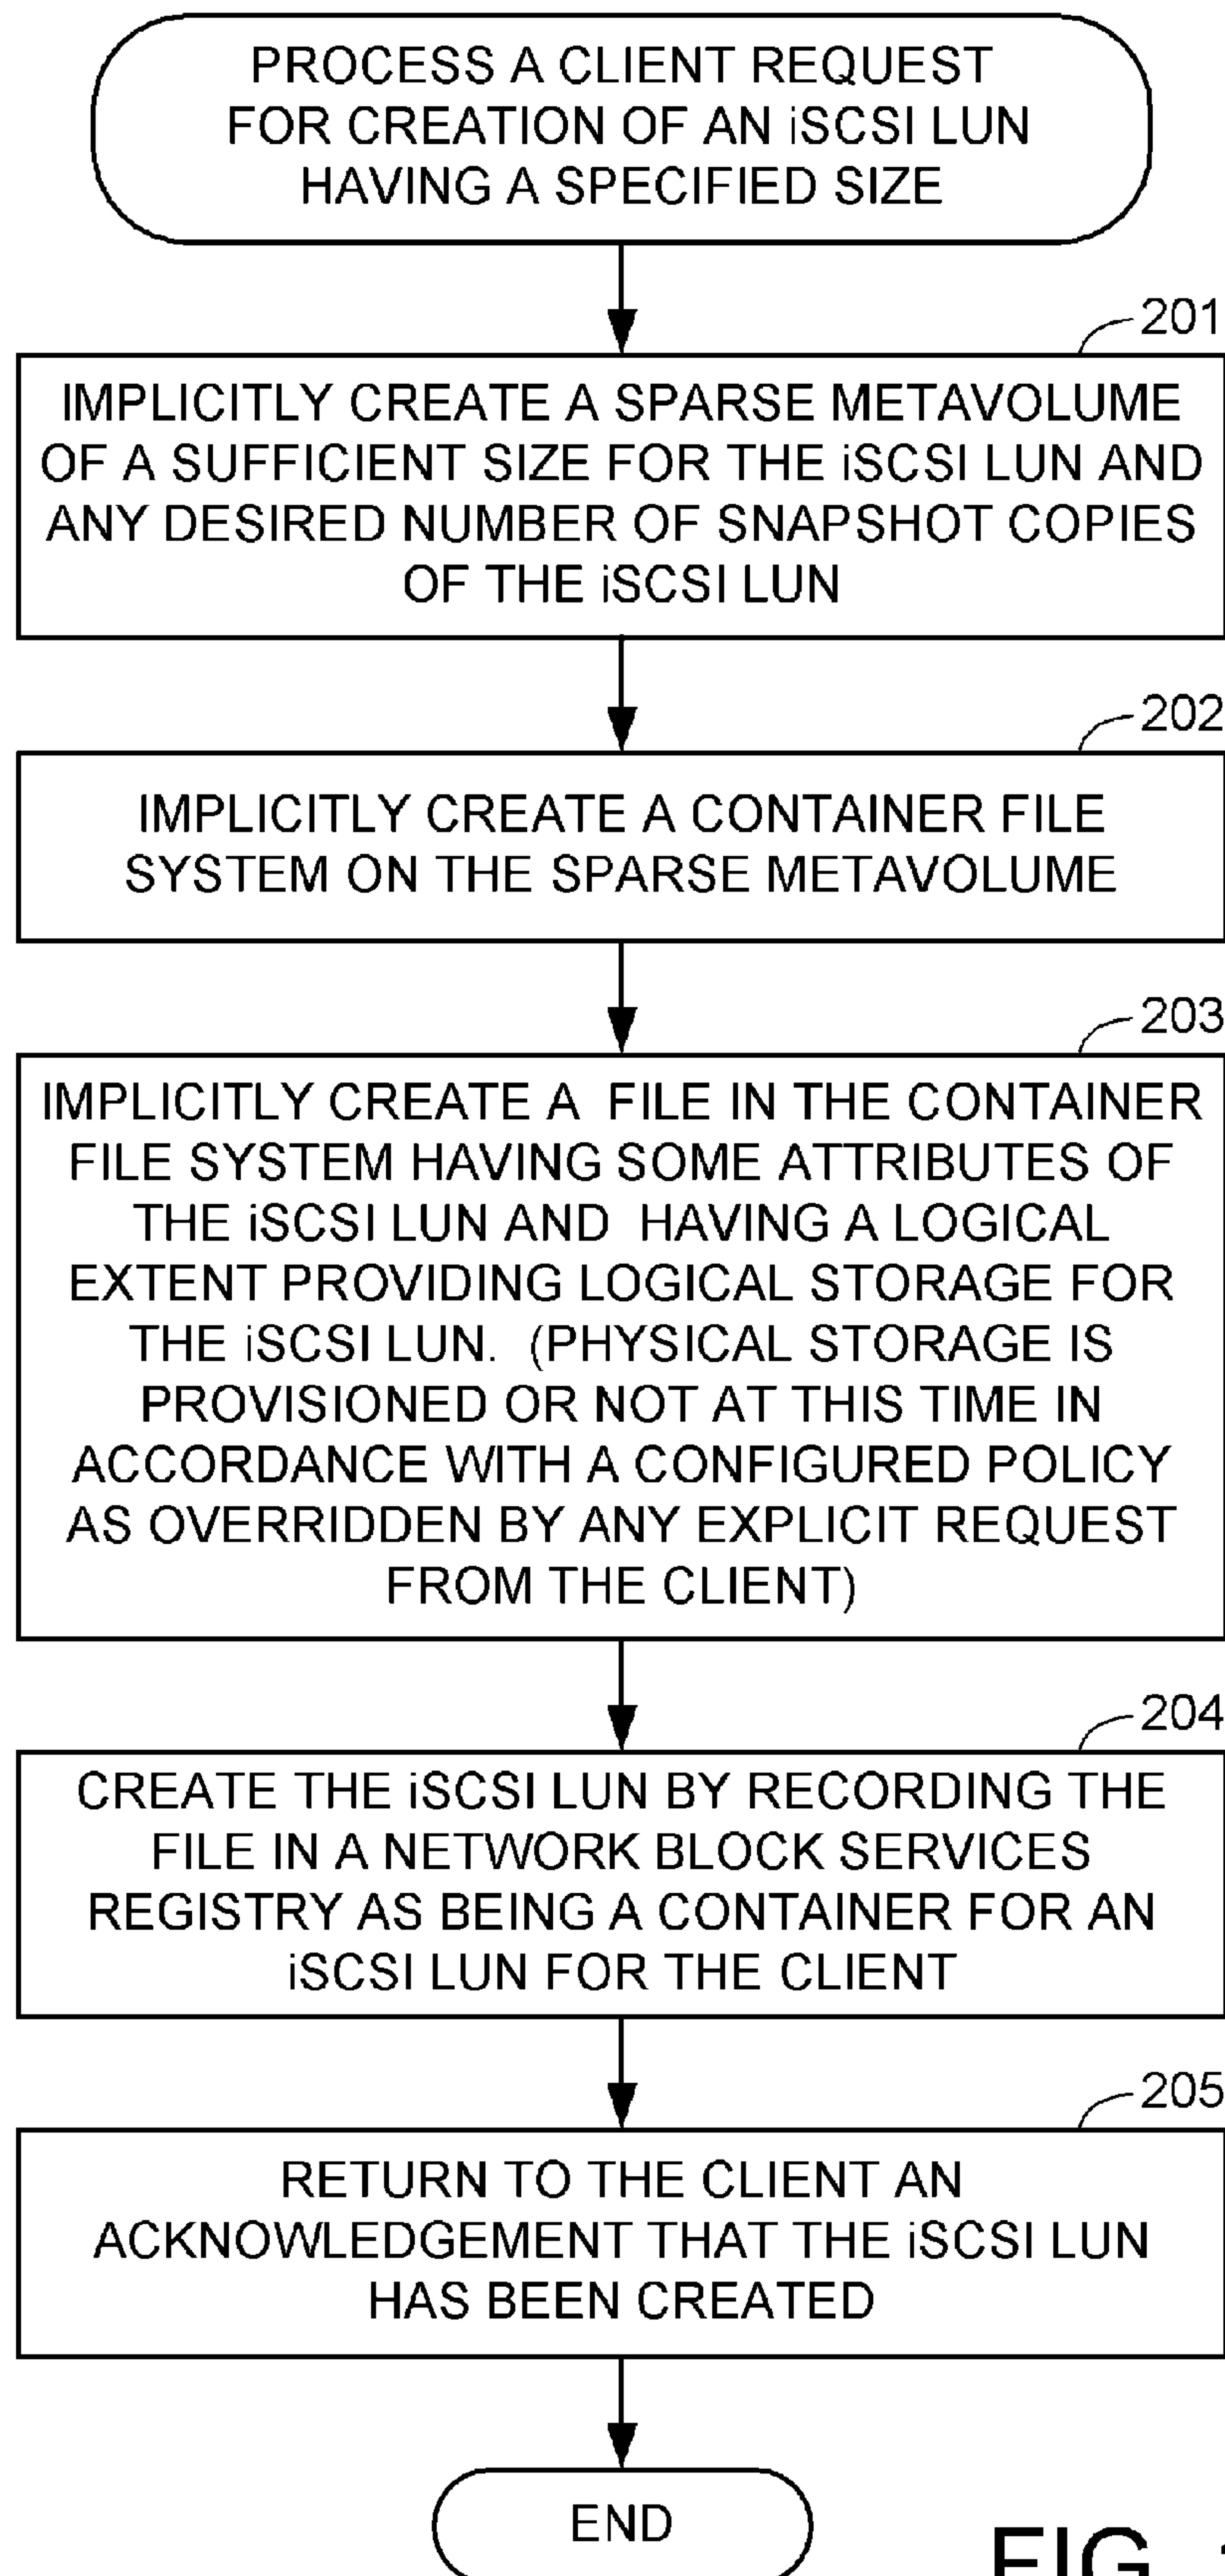 PROCESS A CLIENT REQUEST
FOR CREATION OF AN iSCSI LUN
HAVING A SPECIFIED SIZE
201
IMPLICITLY CREATE A SPARSE METAVOLUME
OF A SUFFICIENT SIZE FOR THE iSCSI LUN AND
ANY DESIRED NUMBER OF SNAPSHOT COPIES
OF THE iSCSI LUN
202
IMPLICITLY CREATE A CONTAINER FILE
SYSTEM ON THE SPARSE METAVOLUME
203
IMPLICITLY CREATE A FILE IN THE CONTAINER
FILE SYSTEM HAVING SOME ATTRIBUTES OF
THE iSCSI LUN AND HAVING A LOGICAL
EXTENT PROVIDING LOGICAL STORAGE FOR
THE iSCSI LUN. (PHYSICAL STORAGE IS
PROVISIONED OR NOT AT THIS TIME IN
ACCORDANCE WITH A CONFIGURED POLICY
AS OVERRIDDEN BY ANY EXPLICIT REQUEST
FROM THE CLIENT)
204
CREATE THE iSCSI LUN BY RECORDING THE
FILE IN A NETWORK BLOCK SERVICES
REGISTRY AS BEING A CONTAINER FOR AN
iSCSI LUN FOR THE CLIENT
205
RETURN TO THE CLIENT AN
ACKNOWLEDGEMENT THAT THE iSCSI LUN
HAS BEEN CREATED
END
FIG.